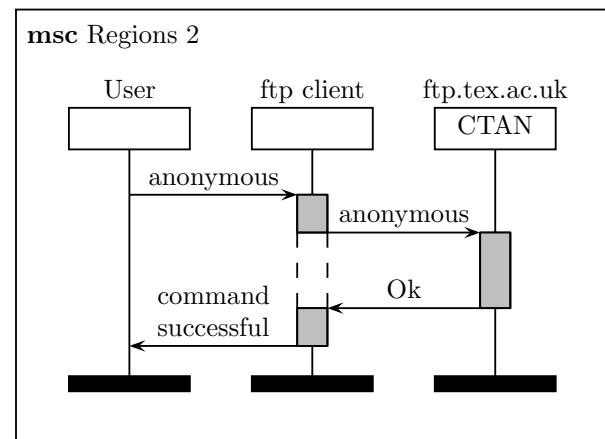 msc Regions 2
User
ftp client
ftp.tex.ac.uk
CTAN
anonymous
anonymous
Ok
command
successful